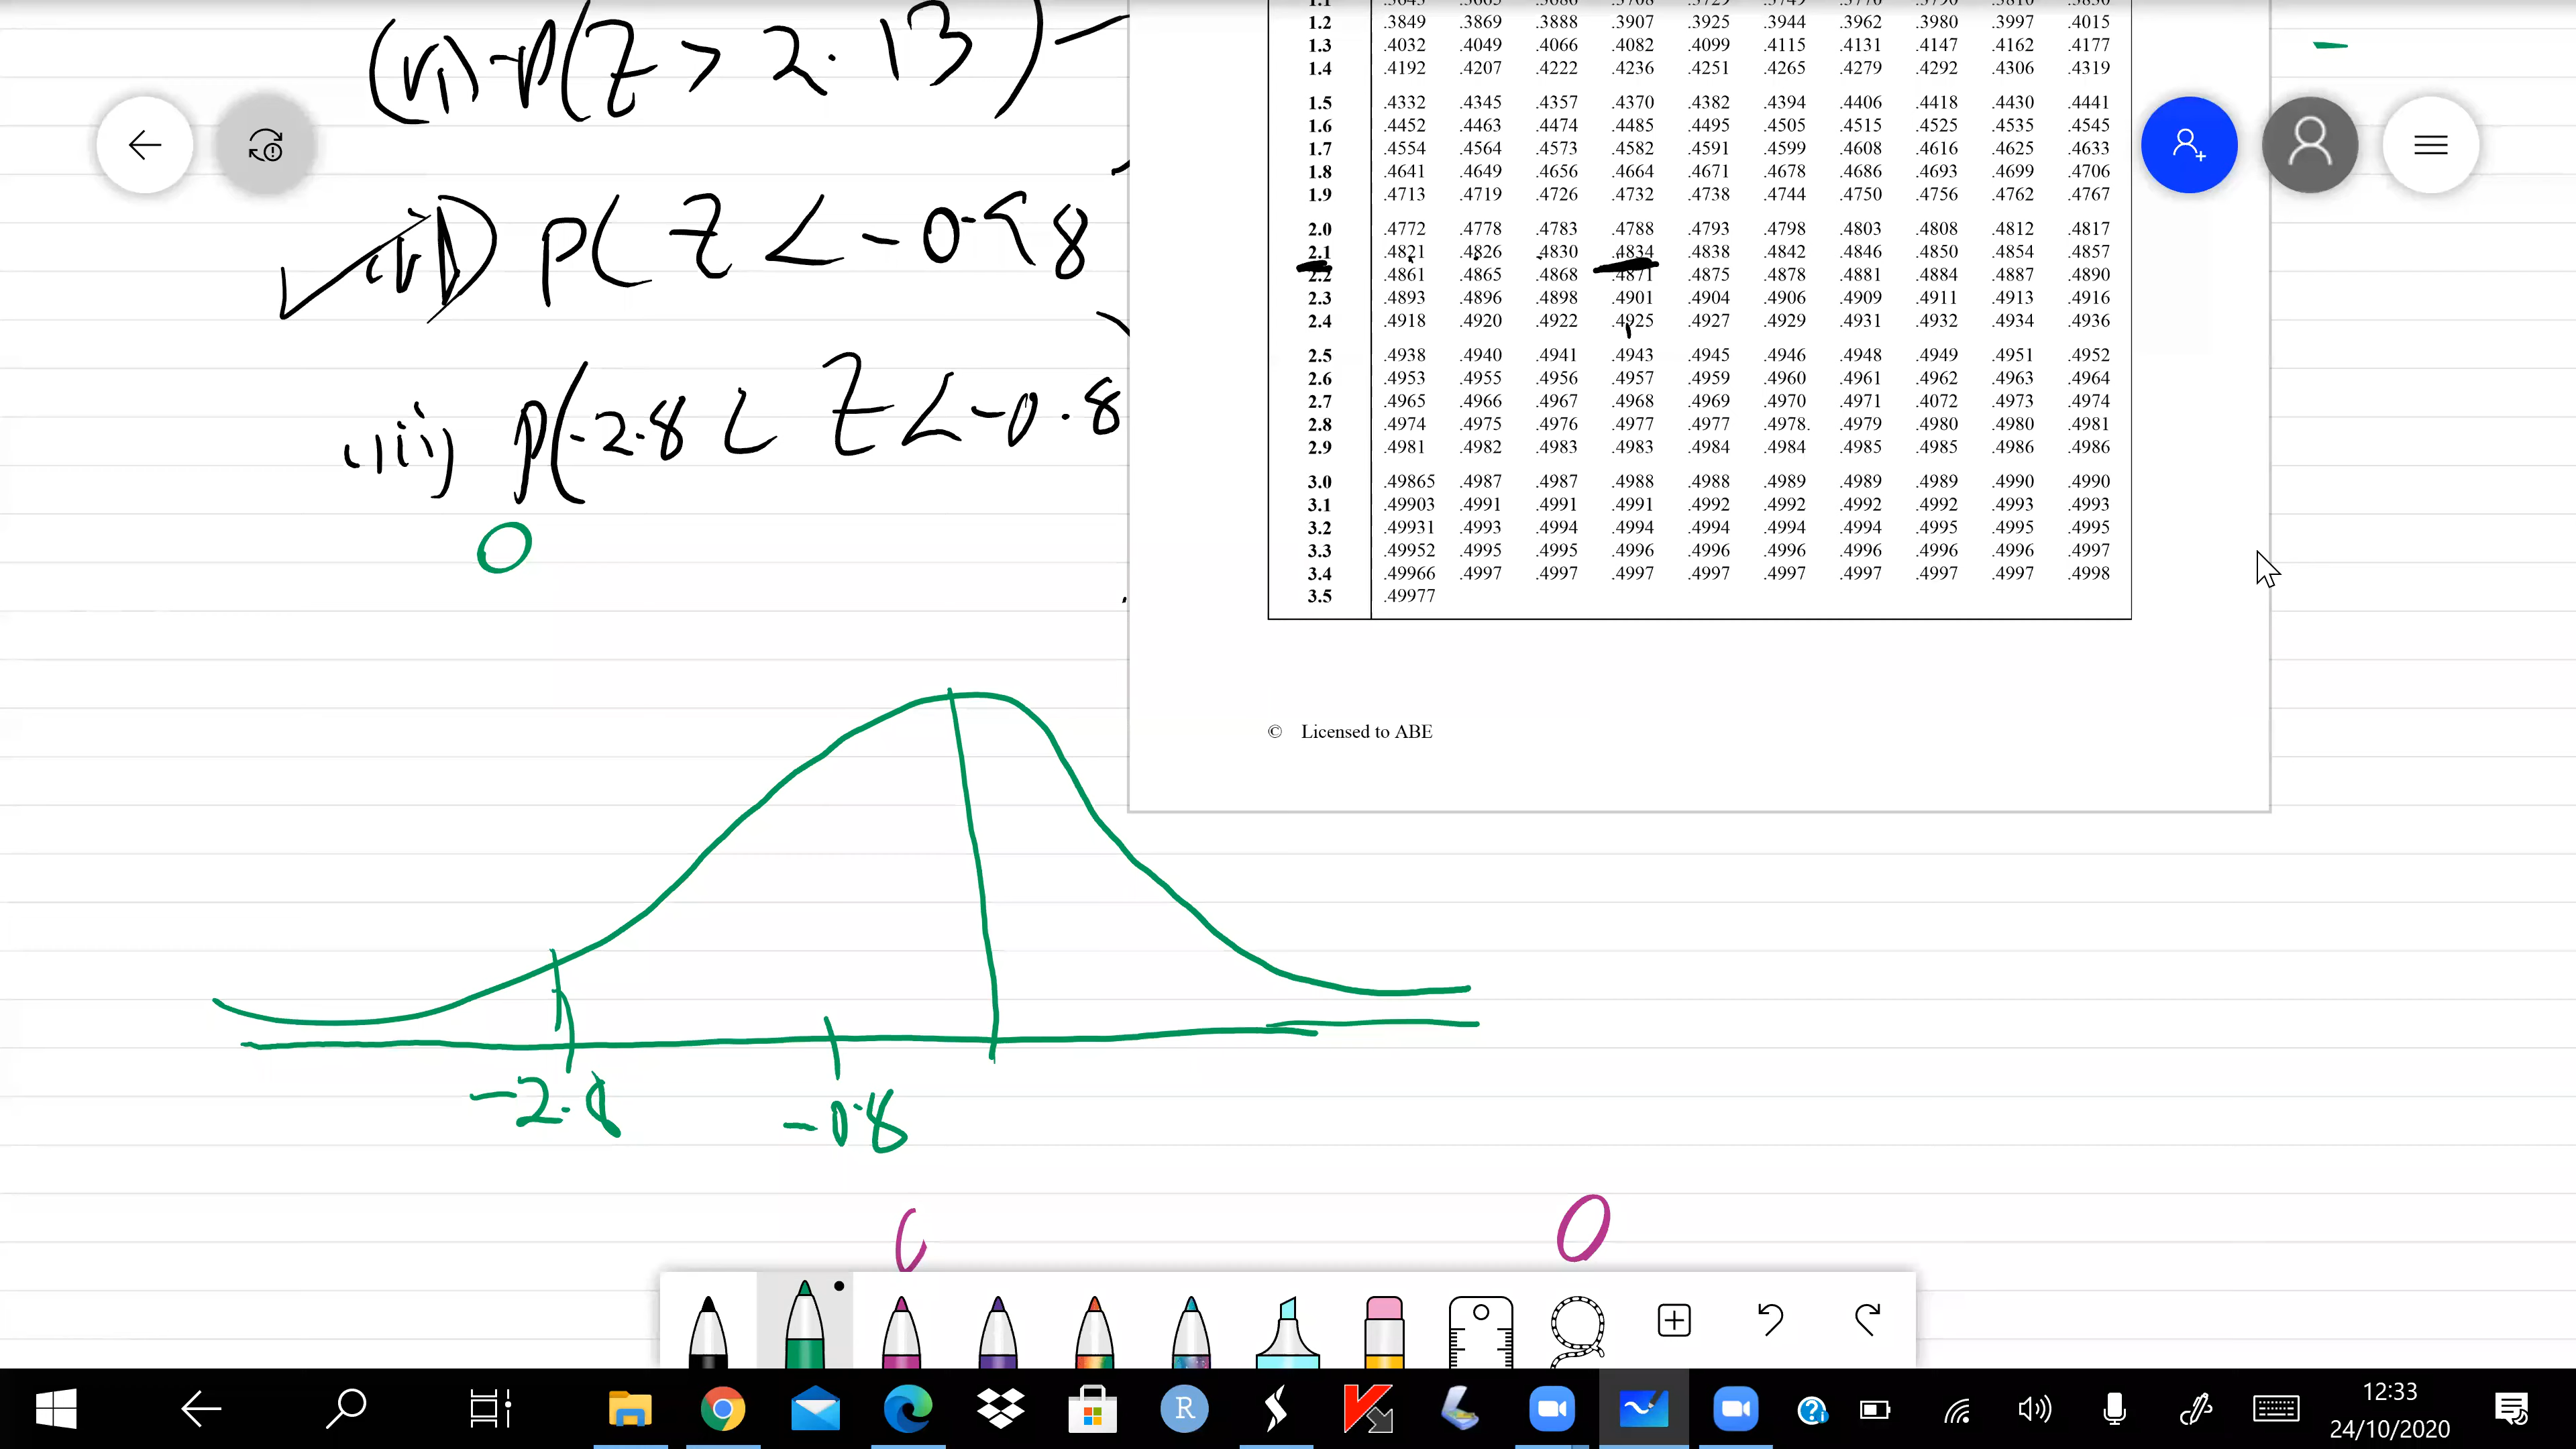 P(Z > 2.13)
P(Z < -0.98
iii) P(-2.8 < Z < -0.8
0
-2.8
-0.8
0
1.2 .3849 .3869 .3888 .3907 .3925 .3944 .3962 .3980 .3997 .4015
1.3 .4032 .4049 .4066 .4082 .4099 .4115 .4131 .4147 .4162 .4177
1.4 .4192 .4207 .4222 .4236 .4251 .4265 .4279 .4292 .4306 .4319
1.5 .4332 .4345 .4357 .4370 .4382 .4394 .4406 .4418 .4430 .4441
1.6 .4452 .4463 .4474 .4485 .4495 .4505 .4515 .4525 .4535 .4545
1.7 .4554 .4564 .4573 .4582 .4591 .4599 .4608 .4616 .4625 .4633
1.8 .4641 .4649 .4656 .4664 .4671 .4678 .4686 .4693 .4699 .4706
1.9 .4713 .4719 .4726 .4732 .4738 .4744 .4750 .4756 .4762 .4767
2.0 .4772 .4778 .4783 .4788 .4793 .4798 .4803 .4808 .4812 .4817
2.1 .4821 .4826 .4830 .4834 .4838 .4842 .4846 .4850 .4854 .4857
2.2 .4861 .4865 .4868 .4871 .4875 .4878 .4881 .4884 .4887 .4890
2.3 .4893 .4896 .4898 .4901 .4904 .4906 .4909 .4911 .4913 .4916
2.4 .4918 .4920 .4922 .4925 .4927 .4929 .4931 .4932 .4934 .4936
2.5 .4938 .4940 .4941 .4943 .4945 .4946 .4948 .4949 .4951 .4952
2.6 .4953 .4955 .4956 .4957 .4959 .4960 .4961 .4962 .4963 .4964
2.7 .4965 .4966 .4967 .4968 .4969 .4970 .4971 .4072 .4973 .4974
2.8 .4974 .4975 .4976 .4977 .4977 .4978. .4979 .4980 .4980 .4981
2.9 .4981 .4982 .4983 .4983 .4984 .4984 .4985 .4985 .4986 .4986
3.0 .49865 .4987 .4987 .4988 .4988 .4989 .4989 .4989 .4990 .4990
3.1 .49903 .4991 .4991 .4991 .4992 .4992 .4992 .4992 .4993 .4993
3.2 .49931 .4993 .4994 .4994 .4994 .4994 .4994 .4995 .4995 .4995
3.3 .49952 .4995 .4995 .4996 .4996 .4996 .4996 .4996 .4996 .4997
3.4 .49966 .4997 .4997 .4997 .4997 .4997 .4997 .4997 .4997 .4998
3.5 .49977
© Licensed to ABE
R
12:33
24/10/2020